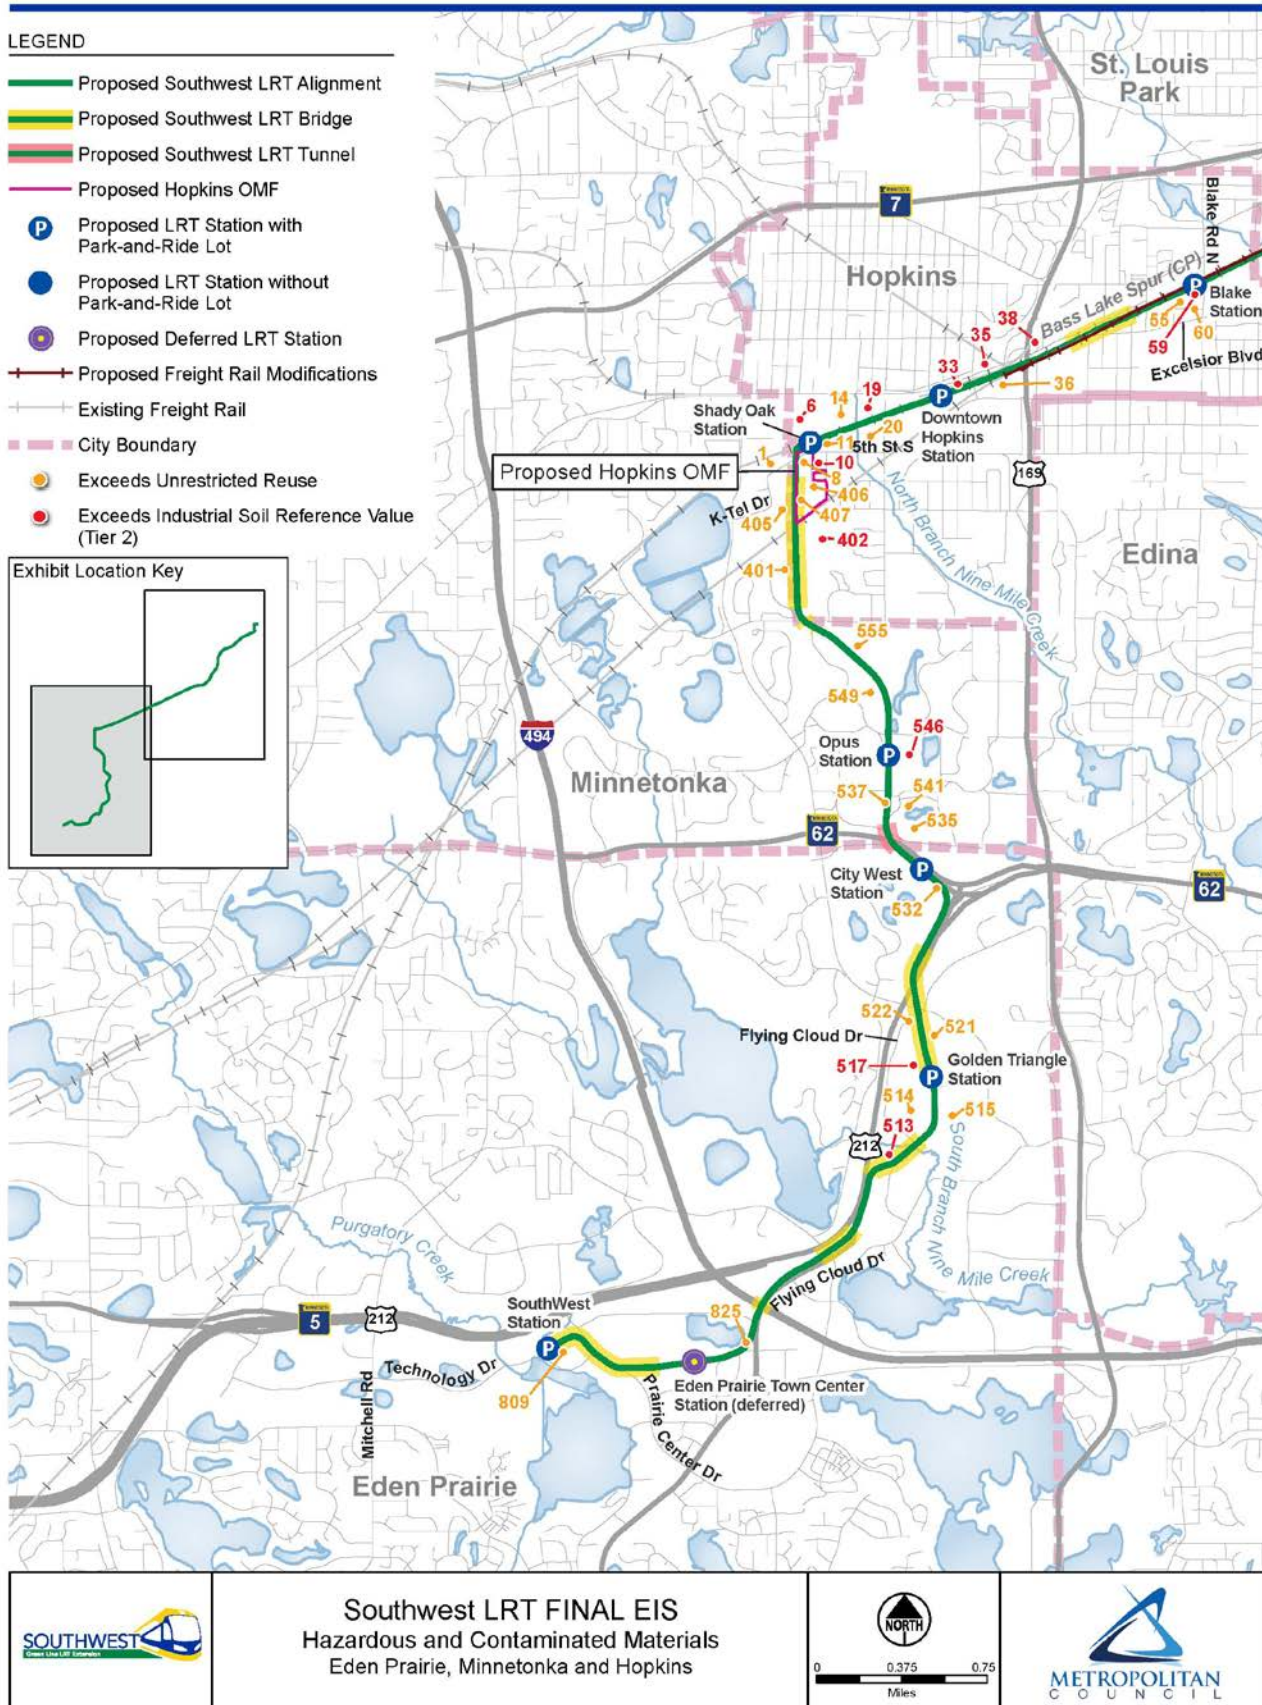 LEGEND
Proposed Southwest LRT Alignment
Proposed Southwest LRT Bridge
Proposed Southwest LRT Tunnel
Proposed Hopkins OMF
P
Proposed LRT Station with
Park-and-Ride Lot
Proposed LRT Station without
Park-and-Ride Lot
Proposed Deferred LRT Station
Proposed Freight Rail Modifications
Existing Freight Rail
City Boundary
Exceeds Unrestricted Reuse
Exceeds Industrial Soil Reference Value
(Tier 2)
Exhibit Location Key
St. Louis
Park
MINNESOTA
7
Blake Rd N
Hopkins
Bass Lake Spur (CP)
P
Blake
Station
55
60
59
Excelsior Blvd
38
35
33
36
P
Downtown
Hopkins
Station
19
14
6
Shady Oak
Station
P
11
20
5th St S
1
10
8
Proposed Hopkins OMF
406
407
K-Tel Dr
405
402
401
169
North Branch Nine Mile Creek
Edina
555
549
494
546
Opus
Station
P
Minnetonka
537
541
535
MINNESOTA
62
City West
Station
P
532
MINNESOTA
62
522
521
Flying Cloud Dr
Golden Triangle
Station
517
P
514
515
513
212
South Branch Nine
Mile Creek
Purgatory Creek
Flying Cloud Dr
SouthWest
Station
825
MINNESOTA
5
212
P
Technology Dr
Mitchell Rd
809
Eden Prairie Town Center
Station (deferred)
Prairie Center Dr
Eden Prairie
SOUTHWEST
Green Line LRT Extension
Southwest LRT FINAL EIS
Hazardous and Contaminated Materials
Eden Prairie, Minnetonka and Hopkins
NORTH
0 0.375 0.75
Miles
METROPOLITAN
COUNCIL